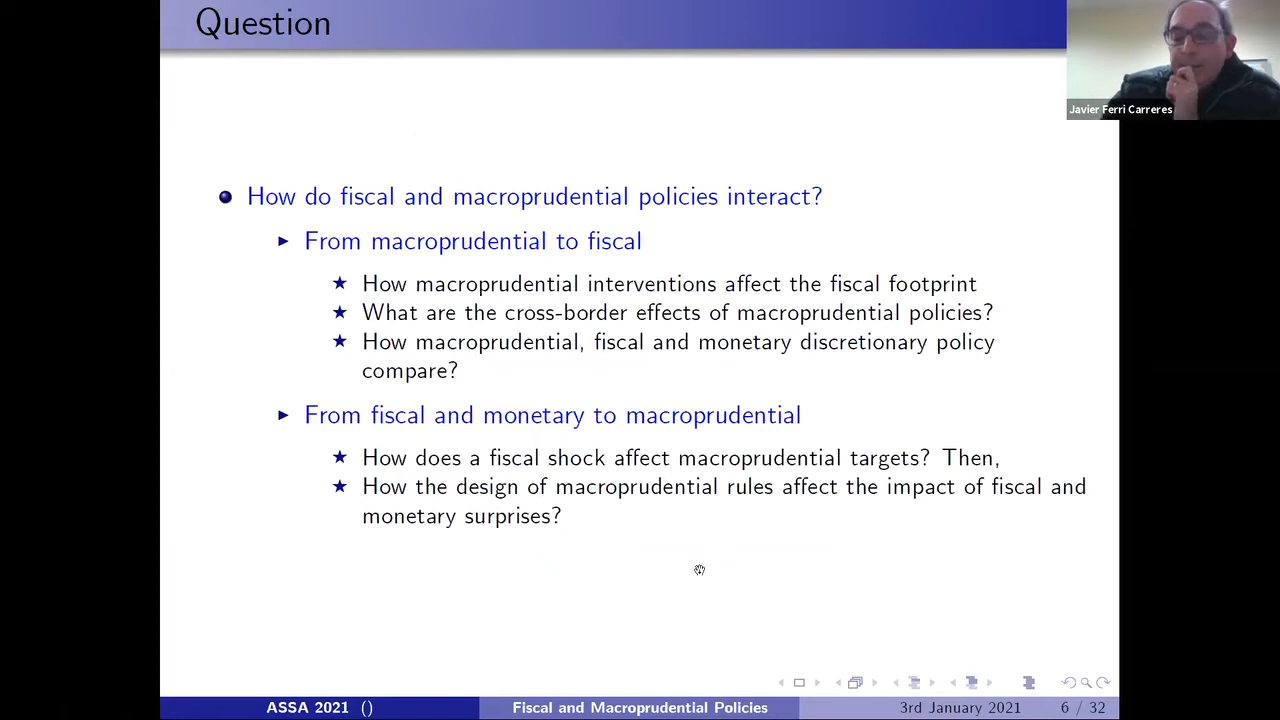 Question
Javier Ferri Carreres
How do fiscal and macroprudential policies interact?
From macroprudential to fiscal
How macroprudential interventions affect the fiscal footprint
What are the cross-border effects of macroprudential policies?
How macroprudential, fiscal and monetary discretionary policy
compare?
From fiscal and monetary to macroprudential
How does a fiscal shock affect macroprudential targets? Then,
How the design of macroprudential rules affect the impact of fiscal and
monetary surprises?
ASSA 2021 () Fiscal and Macroprudential Policies 3rd January 2021 6 / 32